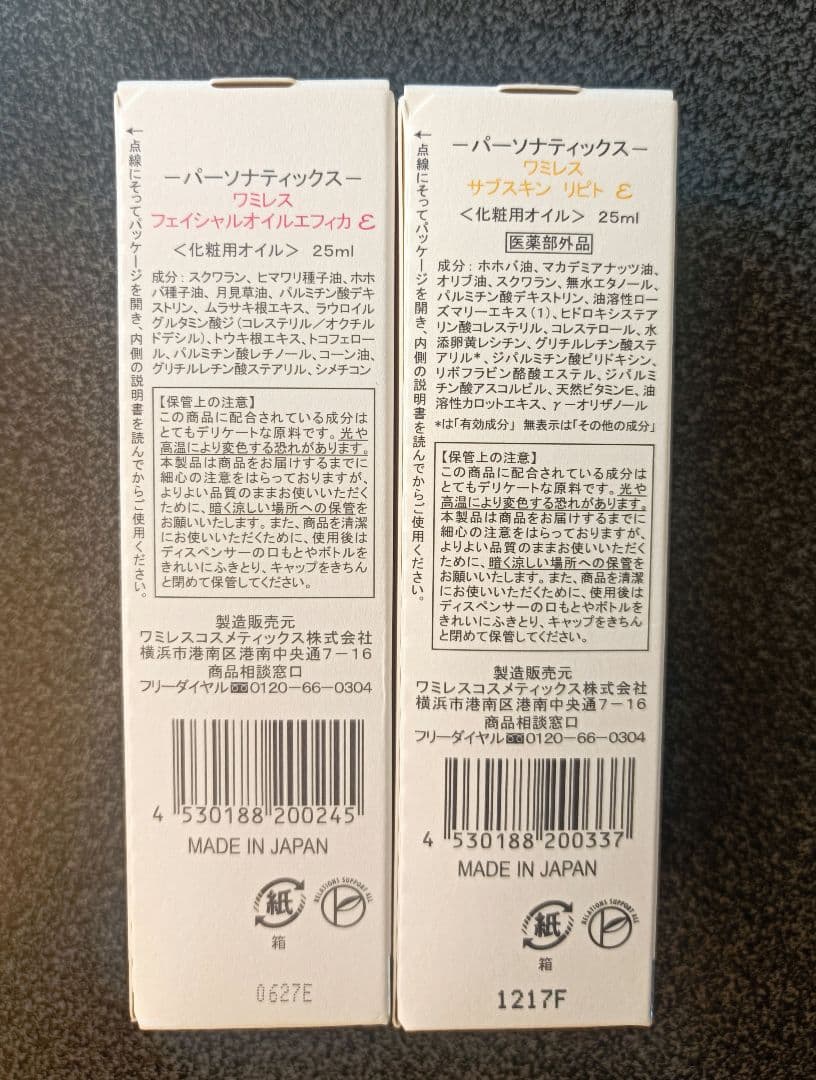 ←点線にそってパッケージを開き、内側の説明書を読んでからご使用ください。
－パーソナティックス－
ワミレス
フェイシャルオイルエフィカ ε
＜化粧用オイル＞ 25ml
成分：スクワラン、ヒマワリ種子油、ホホ
バ種子油、月見草油、パルミチン酸デキ
ストリン、ムラサキ根エキス、ラウロイル
グルタミン酸ジ（コレステリル／オクチル
ドデシル）、トウキ根エキス、トコフェロー
ル、パルミチン酸レチノール、コーン油、
グリチルレチン酸ステアリル、シメチコン
【保管上の注意】
この商品に配合されている成分は
とてもデリケートな原料です。光や
高温により変色する恐れがあります。
本製品は商品をお届けするまでに
細心の注意をはらっておりますが、
よりよい品質のままお使いいただく
ために、暗く涼しい場所への保管を
お願いいたします。また、商品を清潔
にお使いいただくために、使用後は
ディスペンサーの口もとやボトルを
きれいにふきとり、キャップをきちん
と閉めて保管してください。
製造販売元
ワミレスコスメティックス株式会社
横浜市港南区港南中央通7－16
商品相談窓口
フリーダイヤル0120－66－0304
4 530188 200245
MADE IN JAPAN
紙
箱
RELATIONS SUPPORT ALL
0627E
←点線にそってパッケージを開き、内側の説明書を読んでからご使用ください。
－パーソナティックス－
ワミレス
サブスキン リピト ε
＜化粧用オイル＞ 25ml
医薬部外品
成分：ホホバ油、マカデミアナッツ油、
オリブ油、スクワラン、無水エタノール、
パルミチン酸デキストリン、油溶性ロー
ズマリーエキス（1）、ヒドロキシステア
リン酸コレステリル、コレステロール、水
添卵黄レシチン、グリチルレチン酸ステ
アリル*、ジパルミチン酸ピリドキシン、
リボフラビン酪酸エステル、ジパルミ
チン酸アスコルビル、天然ビタミンE、油
溶性カロットエキス、γ－オリザノール
*は「有効成分」 無表示は「その他の成分」
【保管上の注意】
この商品に配合されている成分は
とてもデリケートな原料です。光や
高温により変色する恐れがあります。
本製品は商品をお届けするまでに
細心の注意をはらっておりますが、
よりよい品質のままお使いいただく
ために、暗く涼しい場所への保管を
お願いいたします。また、商品を清潔
にお使いいただくために、使用後は
ディスペンサーの口もとやボトルを
きれいにふきとり、キャップをきちん
と閉めて保管してください。
製造販売元
ワミレスコスメティックス株式会社
横浜市港南区港南中央通7－16
商品相談窓口
フリーダイヤル0120－66－0304
4 530188 200337
MADE IN JAPAN
紙
箱
RELATIONS SUPPORT ALL
1217F